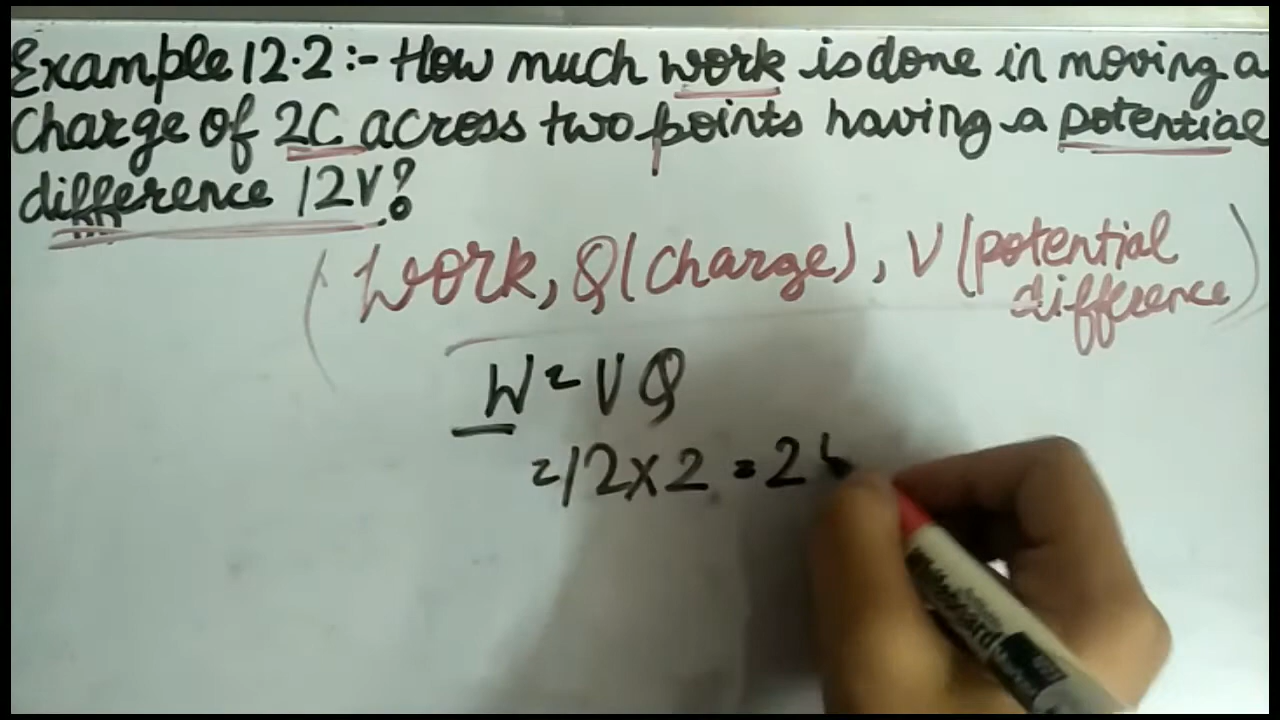 Example 12.2:- How much work is done in moving a
charge of 2C across two points having a potential
difference 12V?
(Work, Q (charge), V (potential
difference)
W = VQ
= 12 x 2 = 24